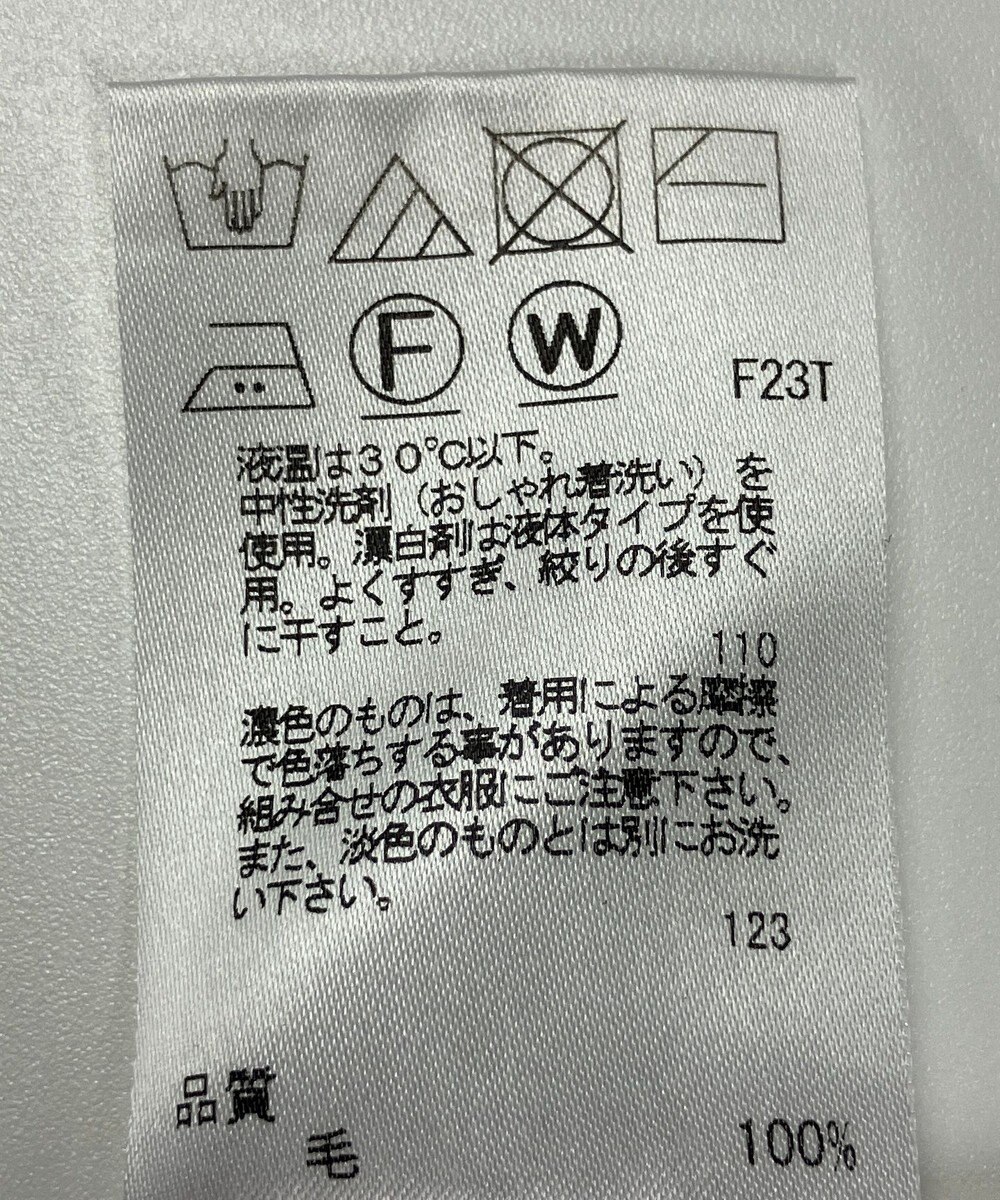 F
W
F23T
液温は30℃以下。
中性洗剤（おしゃれ着洗い）を
使用。漂白剤は液体タイプを使
用。よくすすぎ、絞りの後すぐ
に干すこと。
110
濃色のものは、着用による摩擦
で色落ちする事がありますので、
組み合せの衣服にご注意下さい。
また、淡色のものとは別にお洗
い下さい。
123
品質
毛 100%